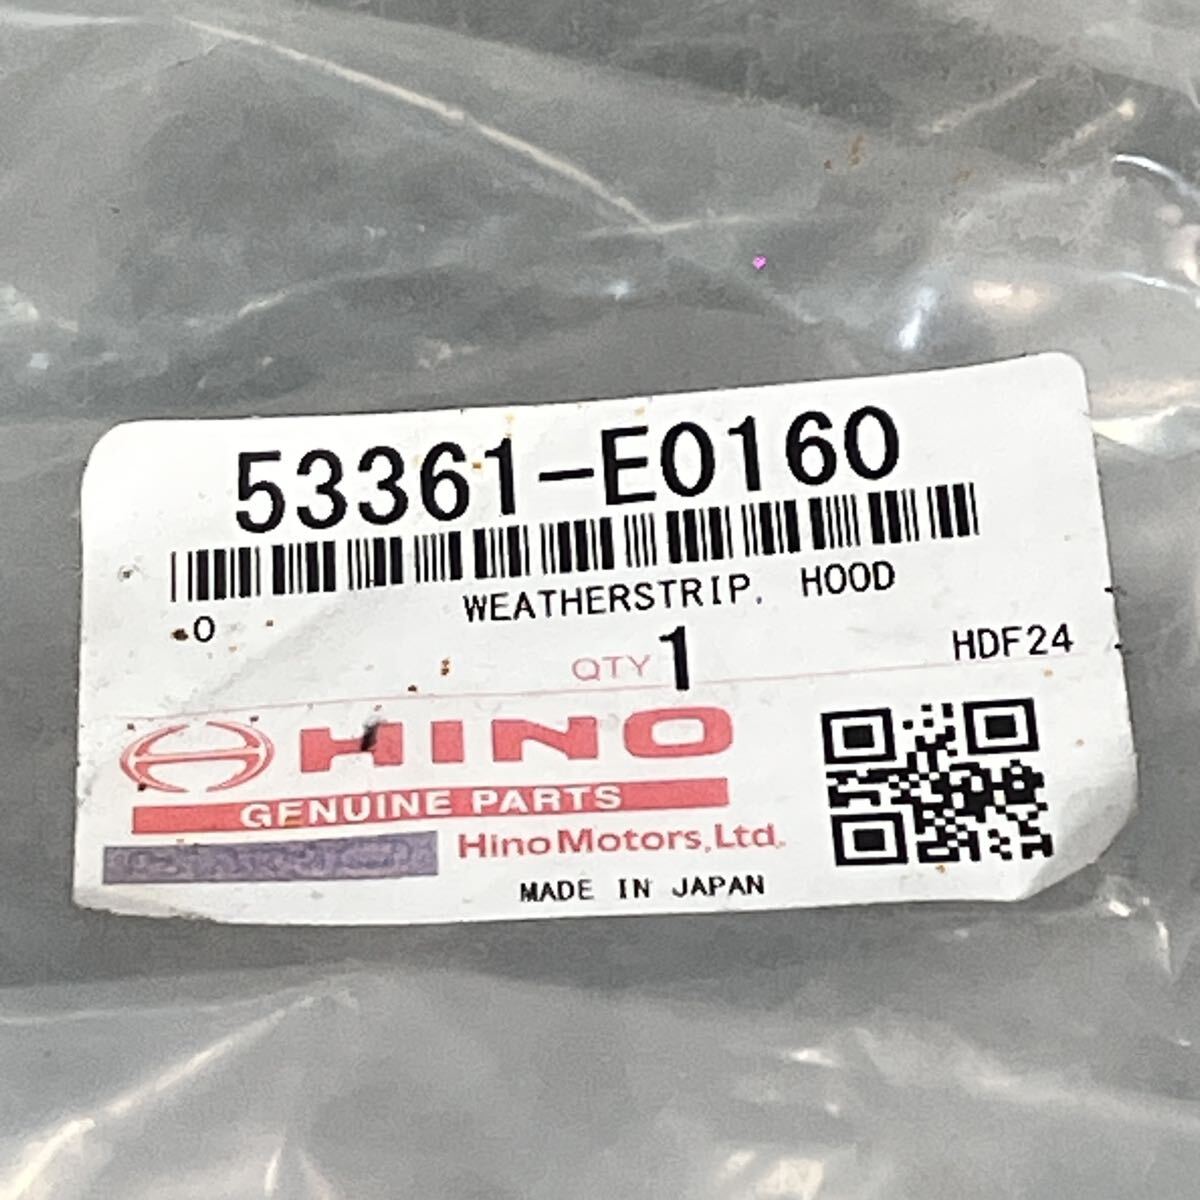 53361-E0160
WEATHERSTRIP, HOOD
0
QTY 1
HDF24
HINO
GENUINE PARTS
Hino Motors,Ltd.
MADE IN JAPAN